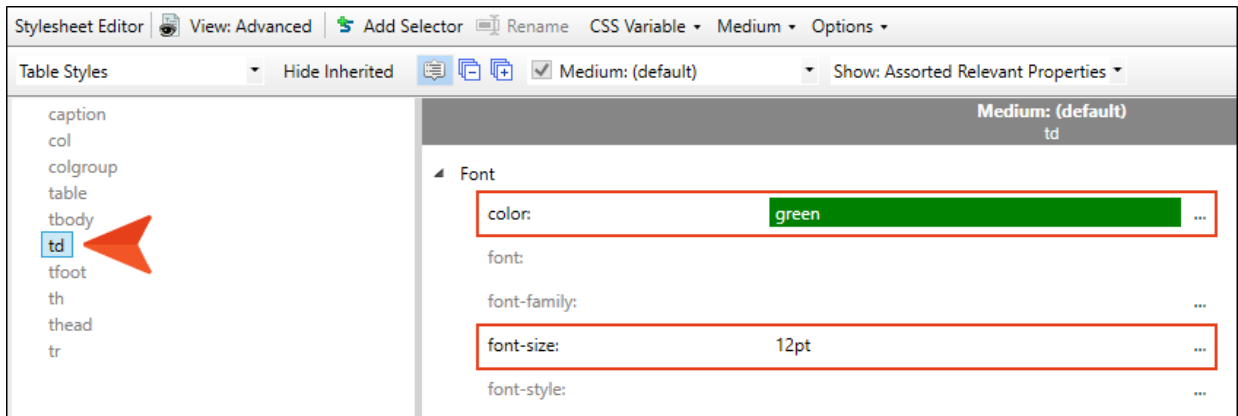 Stylesheet Editor View: Advanced Add Selector Rename CSS Variable Medium Options
Table Styles Hide Inherited Medium: (default) Show: Assorted Relevant Properties
caption
col
colgroup
table
tbody
td
tfoot
th
thead
tr
Medium: (default)
td
Font
color: green ...
font:
font-family: ...
font-size: 12pt ...
font-style: ...